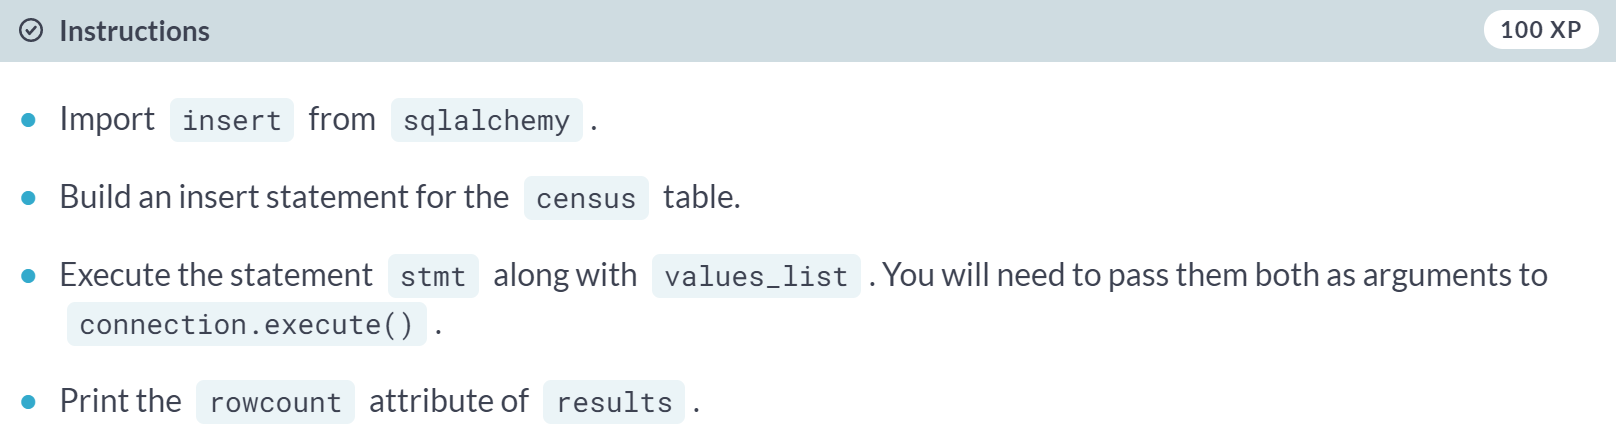 Instructions
100 XP
Import insert from sqlalchemy.
Build an insert statement for the census table.
Execute the statement stmt along with values_list. You will need to pass them both as arguments to
connection.execute().
Print the rowcount attribute of results.